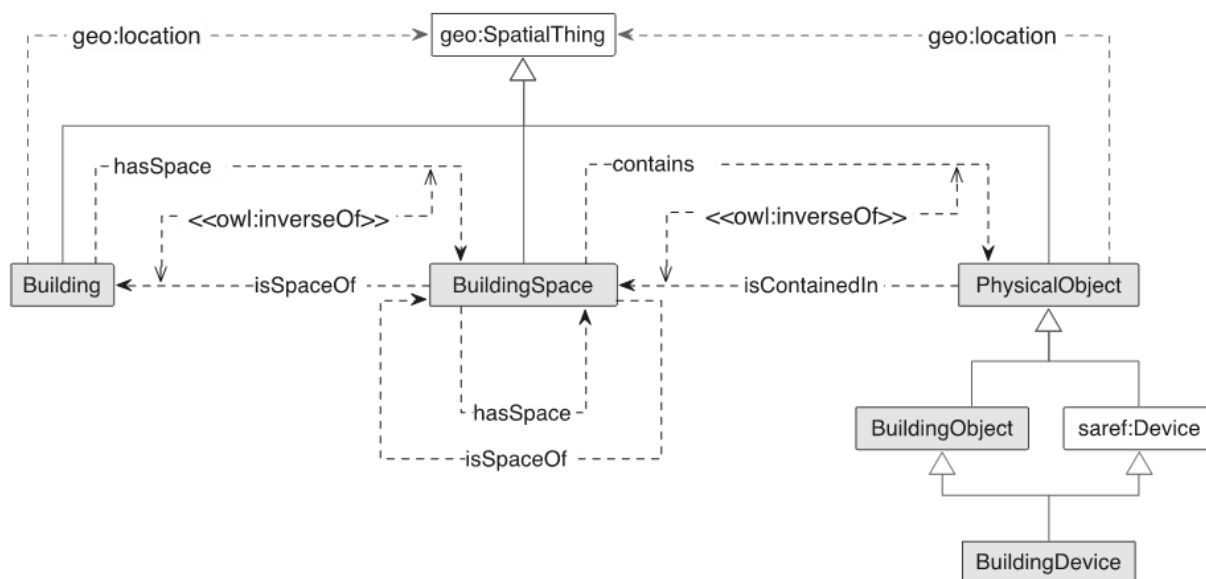 geo:location
geo:SpatialThing
geo:location
hasSpace
contains
<<owl:inverseOf>>
<<owl:inverseOf>>
Building
isSpaceOf
BuildingSpace
isContainedIn
PhysicalObject
hasSpace
BuildingObject
saref:Device
isSpaceOf
BuildingDevice